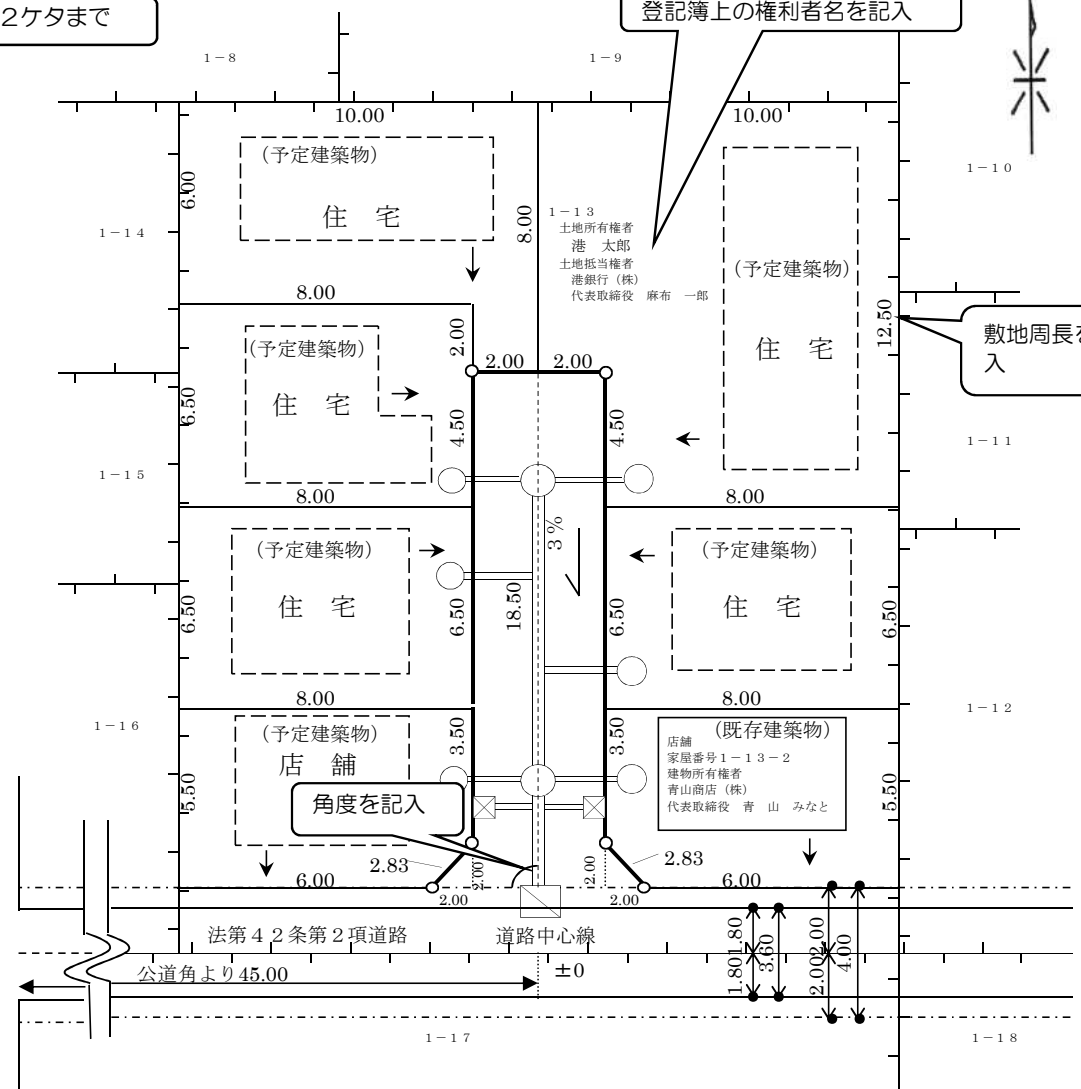 2ケタまで
登記簿上の権利者名を記入
1－8
1－9
10.00
10.00
(予定建築物)
住　宅
6.00
8.00
1－13
土地所有権者
港　太郎
土地抵当権者
港銀行（株）
代表取締役　麻布　一郎
(予定建築物)
住　宅
1－10
1－14
8.00
2.00
2.00
2.00
12.50
敷地周長を
入
(予定建築物)
住　宅
6.50
4.50
4.50
1－11
1－15
8.00
8.00
3%
(予定建築物)
住　宅
(予定建築物)
住　宅
6.50
6.50
18.50
6.50
6.50
8.00
8.00
1－16
1－12
(予定建築物)
店　舗
3.50
3.50
(既存建築物)
店舗
家屋番号1－13－2
建物所有権者
青山商店（株）
代表取締役　青　山　みなと
5.50
5.50
角度を記入
2.83
2.83
2.00
2.00
6.00
2.00
2.00
6.00
法第42条第2項道路
道路中心線
1.80
1.80
3.60
2.00
2.00
4.00
公道角より45.00
±0
1－17
1－18